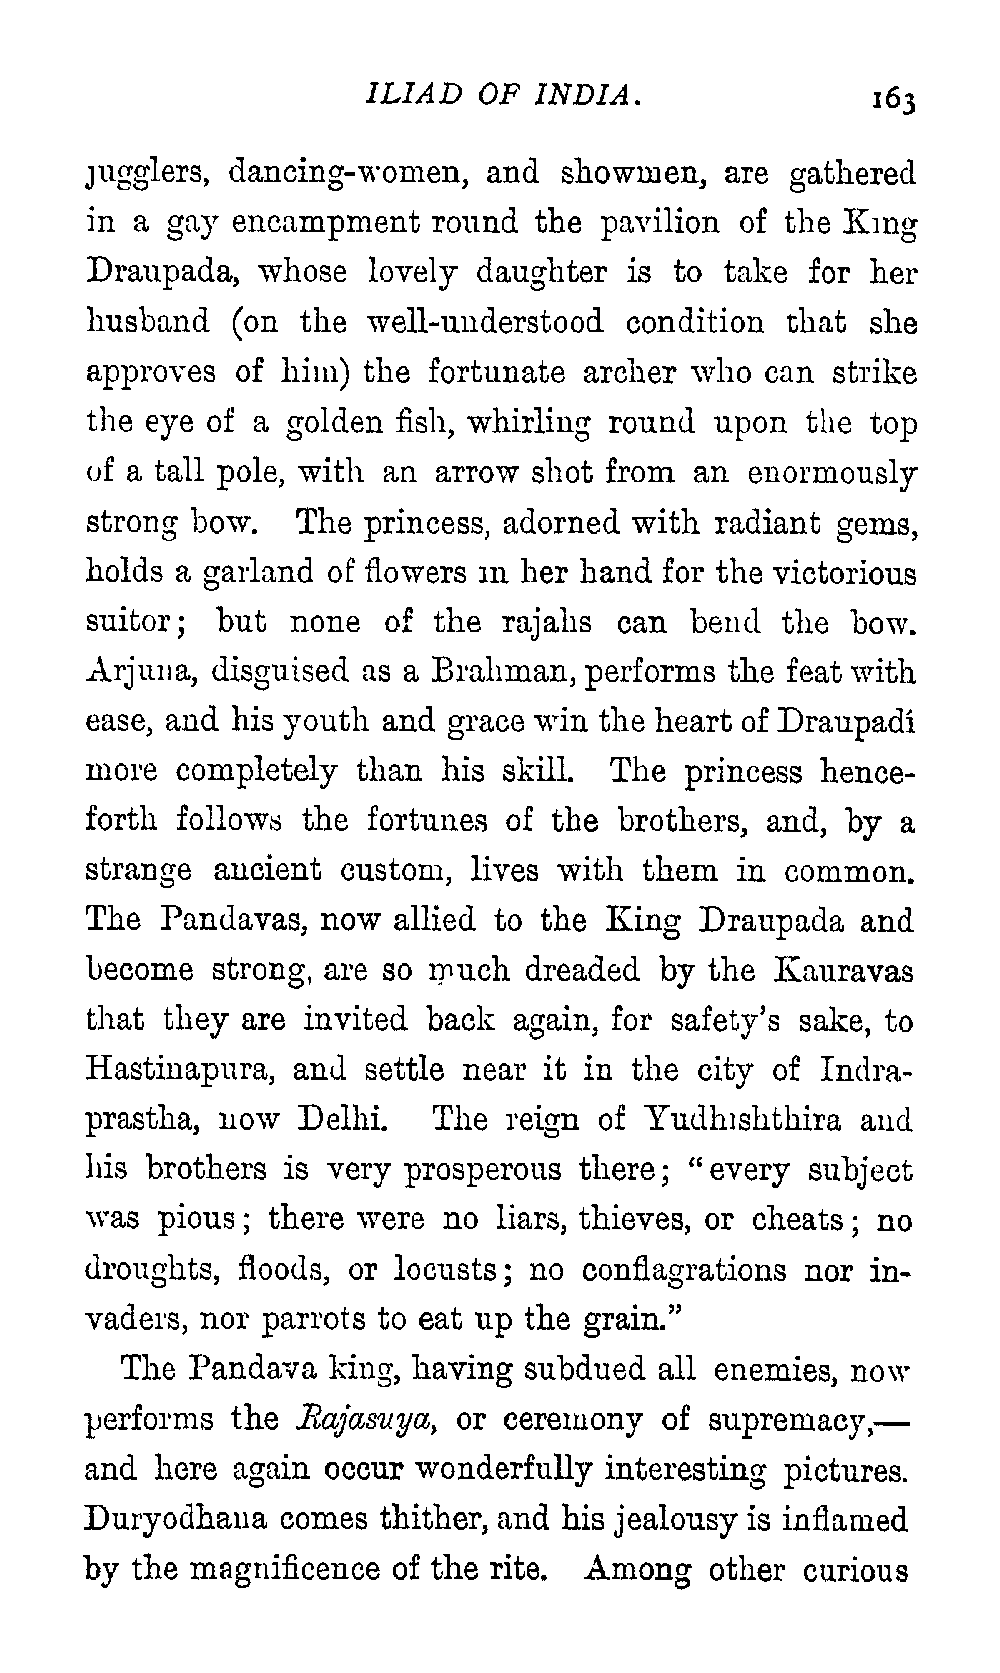 ILIAD OF INDIA. 163
jugglers, dancing-women, and showmen, are gathered
in a gay encampment round the pavilion of the King
Draupada, whose lovely daughter is to take for her
husband (on the well-understood condition that she
approves of him) the fortunate archer who can strike
the eye of a golden fish, whirling round upon the top
of a tall pole, with an arrow shot from an enormously
strong bow. The princess, adorned with radiant gems,
holds a garland of flowers in her hand for the victorious
suitor; but none of the rajahs can bend the bow.
Arjuna, disguised as a Brahman, performs the feat with
ease, and his youth and grace win the heart of Draupadí
more completely than his skill. The princess hence-
forth follows the fortunes of the brothers, and, by a
strange ancient custom, lives with them in common.
The Pandavas, now allied to the King Draupada and
become strong, are so much dreaded by the Kauravas
that they are invited back again, for safety's sake, to
Hastinapura, and settle near it in the city of Indra-
prastha, now Delhi. The reign of Yudhishthira and
his brothers is very prosperous there; "every subject
was pious; there were no liars, thieves, or cheats; no
droughts, floods, or locusts; no conflagrations nor in-
vaders, nor parrots to eat up the grain."
The Pandava king, having subdued all enemies, now
performs the Rajasuya, or ceremony of supremacy,—
and here again occur wonderfully interesting pictures.
Duryodhana comes thither, and his jealousy is inflamed
by the magnificence of the rite. Among other curious